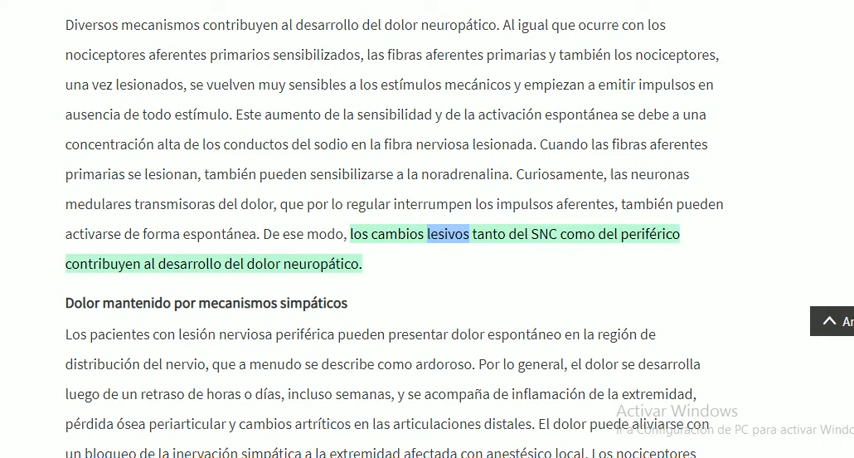 Diversos mecanismos contribuyen al desarrollo del dolor neuropático. Al igual que ocurre con los
nociceptores aferentes primarios sensibilizados, las fibras aferentes primarias y también los nociceptores,
una vez lesionados, se vuelven muy sensibles a los estímulos mecánicos y empiezan a emitir impulsos en
ausencia de todo estímulo. Este aumento de la sensibilidad y de la activación espontánea se debe a una
concentración alta de los conductos del sodio en la fibra nerviosa lesionada. Cuando las fibras aferentes
primarias se lesionan, también pueden sensibilizarse a la noradrenalina. Curiosamente, las neuronas
medulares transmisoras del dolor, que por lo regular interrumpen los impulsos aferentes, también pueden
activarse de forma espontánea. De ese modo, los cambios lesivos tanto del SNC como del periférico
contribuyen al desarrollo del dolor neuropático.
Dolor mantenido por mecanismos simpáticos
Los pacientes con lesión nerviosa periférica pueden presentar dolor espontáneo en la región de
distribución del nervio, que a menudo se describe como ardoroso. Por lo general, el dolor se desarrolla
luego de un retraso de horas o días, incluso semanas, y se acompaña de inflamación de la extremidad,
pérdida ósea periarticular y cambios artríticos en las articulaciones distales. El dolor puede aliviarse con
un bloqueo de la inervación simpática a la extremidad afectada con anestésico local. Los nociceptores
Activar Windows
Ir a Configuración de PC para activar Windo